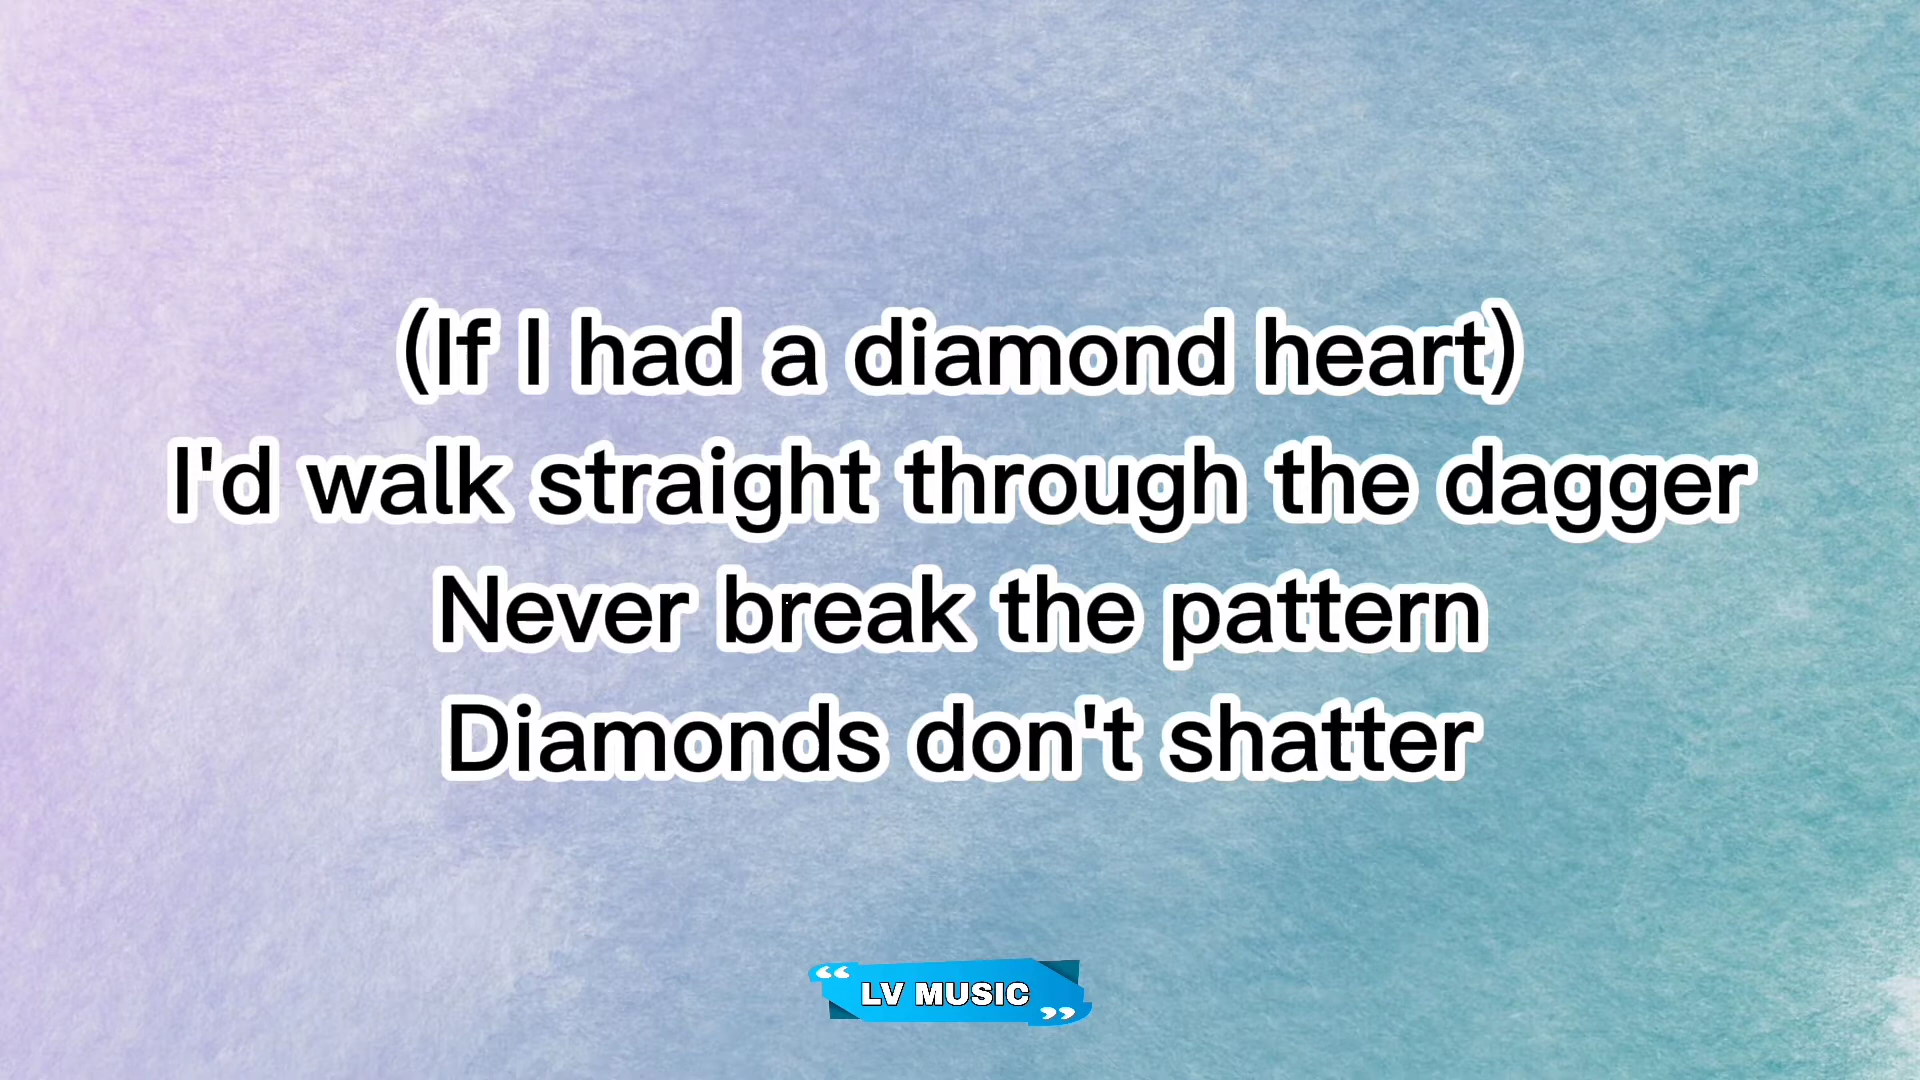 (If I had a diamond heart)
I'd walk straight through the dagger
Never break the pattern
Diamonds don't shatter
“ LV MUSIC ”